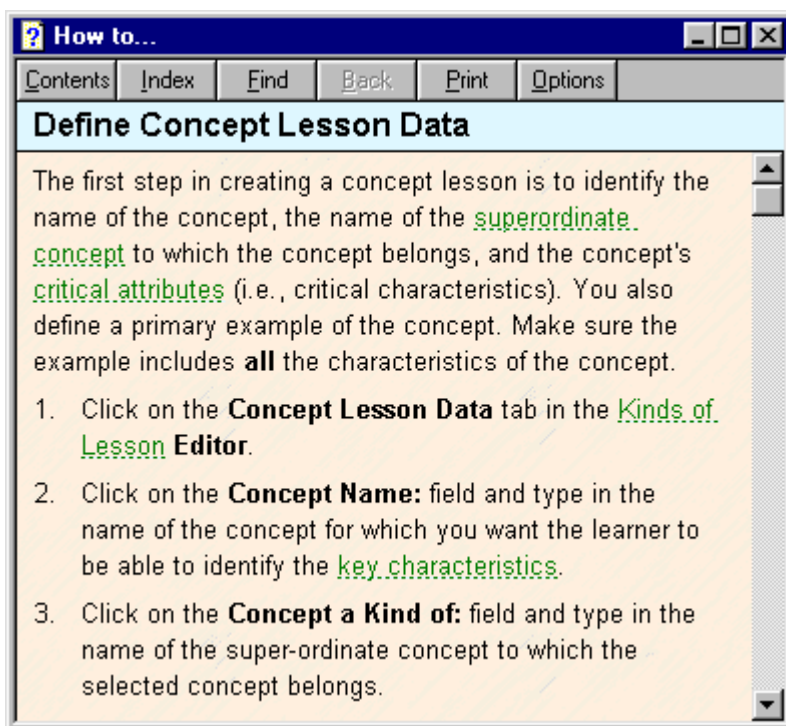 How to...
Contents Index Find Back Print Options
Define Concept Lesson Data
The first step in creating a concept lesson is to identify the
name of the concept, the name of the superordinate
concept to which the concept belongs, and the concept's
critical attributes (i.e., critical characteristics). You also
define a primary example of the concept. Make sure the
example includes all the characteristics of the concept.
1. Click on the Concept Lesson Data tab in the Kinds of
Lesson Editor.
2. Click on the Concept Name: field and type in the
name of the concept for which you want the learner to
be able to identify the key characteristics.
3. Click on the Concept a Kind of: field and type in the
name of the super-ordinate concept to which the
selected concept belongs.